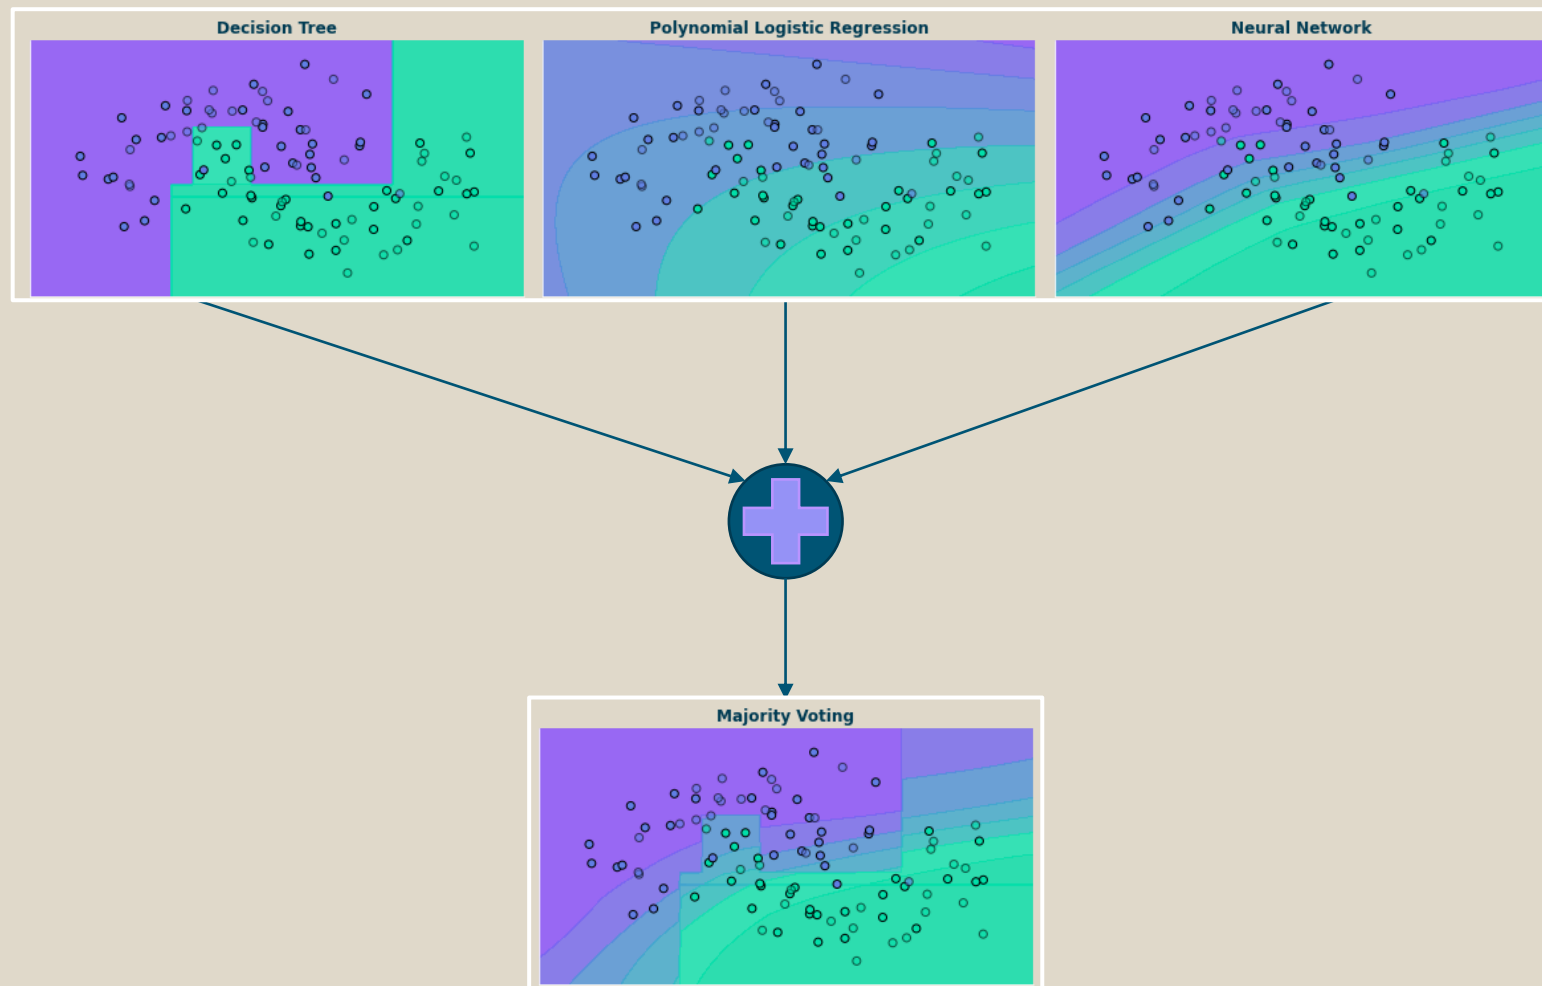 Decision Tree
Polynomial Logistic Regression
Neural Network
Majority Voting